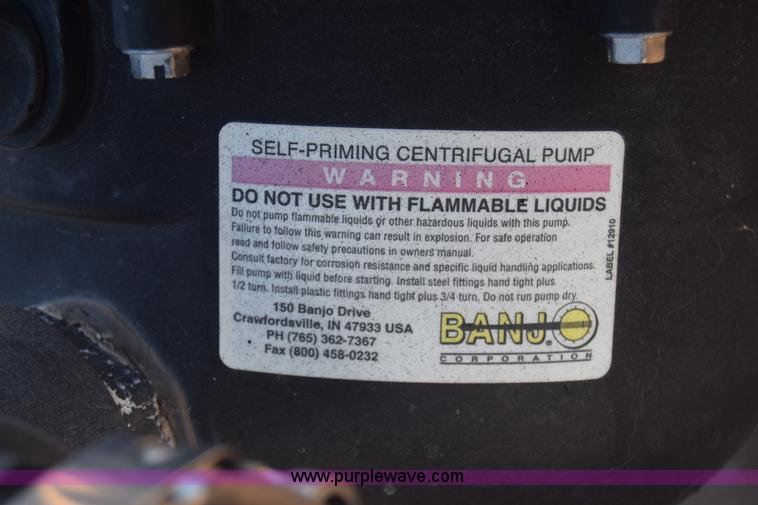 SELF-PRIMING CENTRIFUGAL PUMP
WARNING
DO NOT USE WITH FLAMMABLE LIQUIDS
Do not pump flammable liquids or other hazardous liquids with this pump.
Failure to follow this warning can result in explosion. For safe operation
read and follow safety precautions in owners manual.
Consult factory for corrosion resistance and specific liquid handling applications.
Fill pump with liquid before starting. Install steel fittings hand tight plus
1/2 turn. Install plastic fittings hand tight plus 3/4 turn. Do not run pump dry.
150 Banjo Drive
Crawfordsville, IN 47933 USA
PH (765) 362-7367
Fax (800) 458-0232
BANJO®
CORPORATION
LABEL #12910
www.purplewave.com